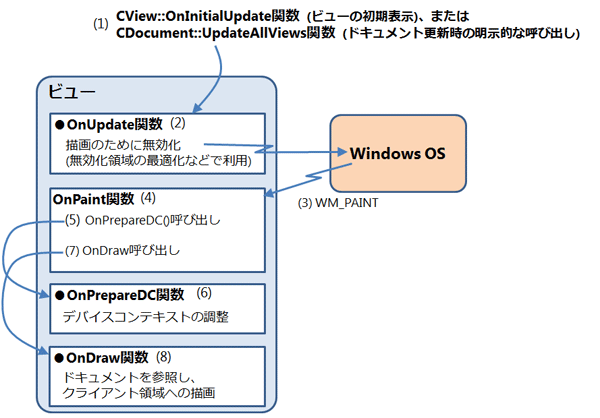 (1) CView::OnInitialUpdate関数 (ビューの初期表示)、または
CDocument::UpdateAllViews関数 (ドキュメント更新時の明示的な呼び出し)
ビュー
●OnUpdate関数 (2)
描画のために無効化
(無効化領域の最適化などで利用)
Windows OS
(3) WM_PAINT
OnPaint関数 (4)
(5) OnPrepareDC()呼び出し
(7) OnDraw呼び出し
●OnPrepareDC関数 (6)
デバイスコンテキストの調整
●OnDraw関数 (8)
ドキュメントを参照し、
クライアント領域への描画